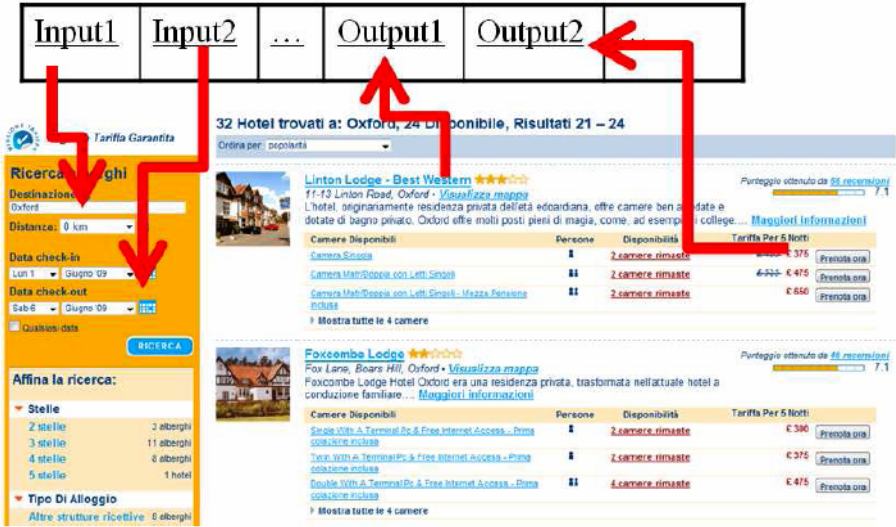 Input1 Input2 ... Output1 Output2 ...
Tariffa Garantita
32 Hotel trovati a: Oxford, 24 Disponibile, Risultati 21 – 24
Ordina per: popolarità
Ricerca
Destinazione
Oxford
Distanza: 0 km
Data check-in
Lun 1 Giugno '09
Data check-out
Sab 6 Giugno '09
Qualsiasi data
RICERCA
Affina la ricerca:
Stelle
2 stelle 3 alberghi
3 stelle 11 alberghi
4 stelle 8 alberghi
5 stelle 1 hotel
Tipo Di Alloggio
Altre strutture ricettive 8 alberghi
Linton Lodge - Best Western
Punteggio ottenuto da 55 recensioni
7.1
11-13 Linton Road, Oxford • Visualizza mappa
L'hotel, originariamente residenza privata dell'età edoardiana, offre camere ben arredate e
dotate di bagno privato. Oxford offre molti posti pieni di magia, come, ad esempio i college.... Maggiori informazioni
Camere Disponibili Persone Disponibilità Tariffa Per 5 Notti
Camera Singola 2 camere rimaste £ 375 Prenota ora
Camera Matr/Doppia con Letti Singoli 2 camere rimaste £ 475 Prenota ora
Camera Matr/Doppia con Letti Singoli - Mezza Pensione
inclusa
2 camere rimaste £ 550 Prenota ora
Mostra tutte le 4 camere
Foxcombe Lodge
Punteggio ottenuto da 46 recensioni
7.1
Fox Lane, Boars Hill, Oxford • Visualizza mappa
Foxcombe Lodge Hotel Oxford era una residenza privata, trasformata nell'attuale hotel a
conduzione familiare.... Maggiori informazioni
Camere Disponibili Persone Disponibilità Tariffa Per 5 Notti
Single With A Terminal Pc & Free Internet Access - Prima
colazione inclusa
2 camere rimaste £ 300 Prenota ora
Twin With A Terminal Pc & Free Internet Access - Prima
colazione inclusa
2 camere rimaste £ 375 Prenota ora
Double With A Terminal Pc & Free Internet Access - Prima
colazione inclusa
4 camere rimaste £ 475 Prenota ora
Mostra tutte le 4 camere